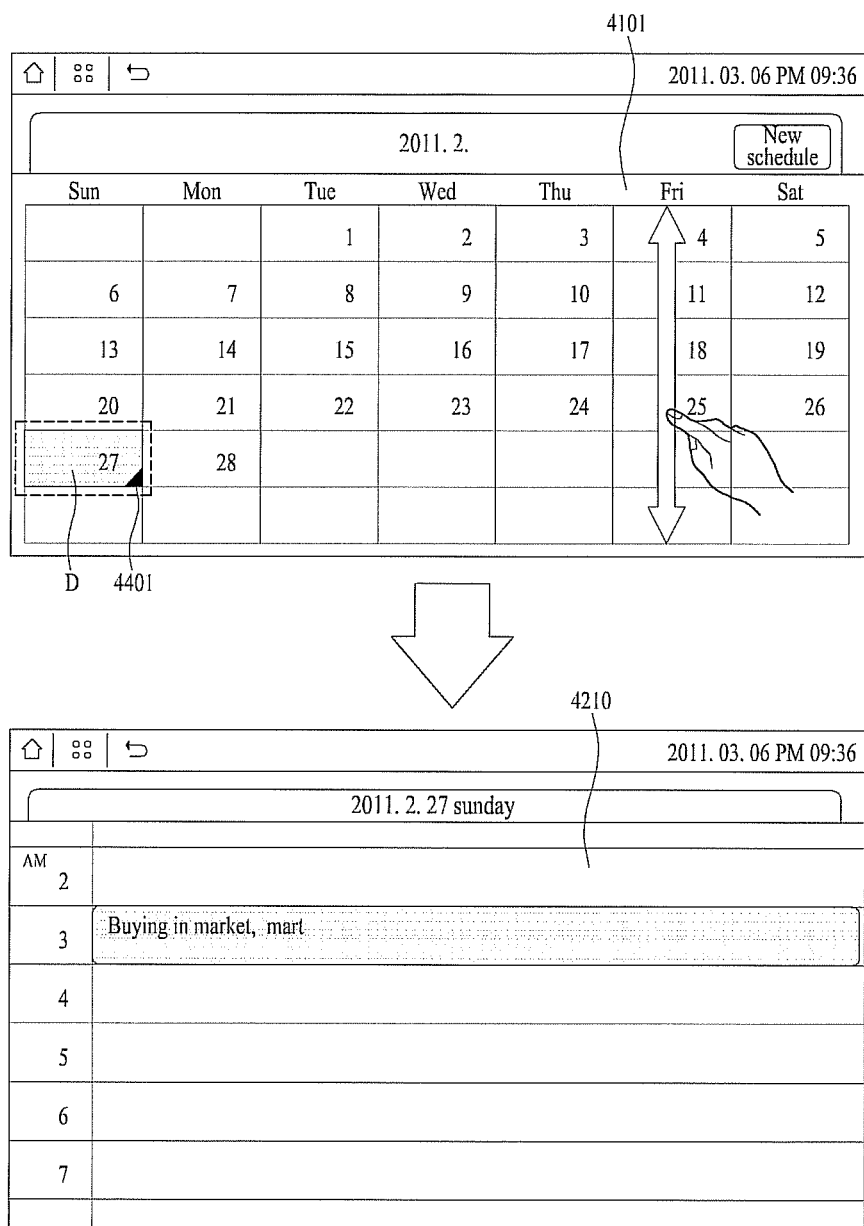 4101
2011. 03. 06 PM 09:36
2011. 2.
New
schedule
Sun Mon Tue Wed Thu Fri Sat
1 2 3 4 5
6 7 8 9 10 11 12
13 14 15 16 17 18 19
20 21 22 23 24 25 26
27 28
D 4401
4210
2011. 03. 06 PM 09:36
2011. 2. 27 sunday
AM
2
3 Buying in market, mart
4
5
6
7